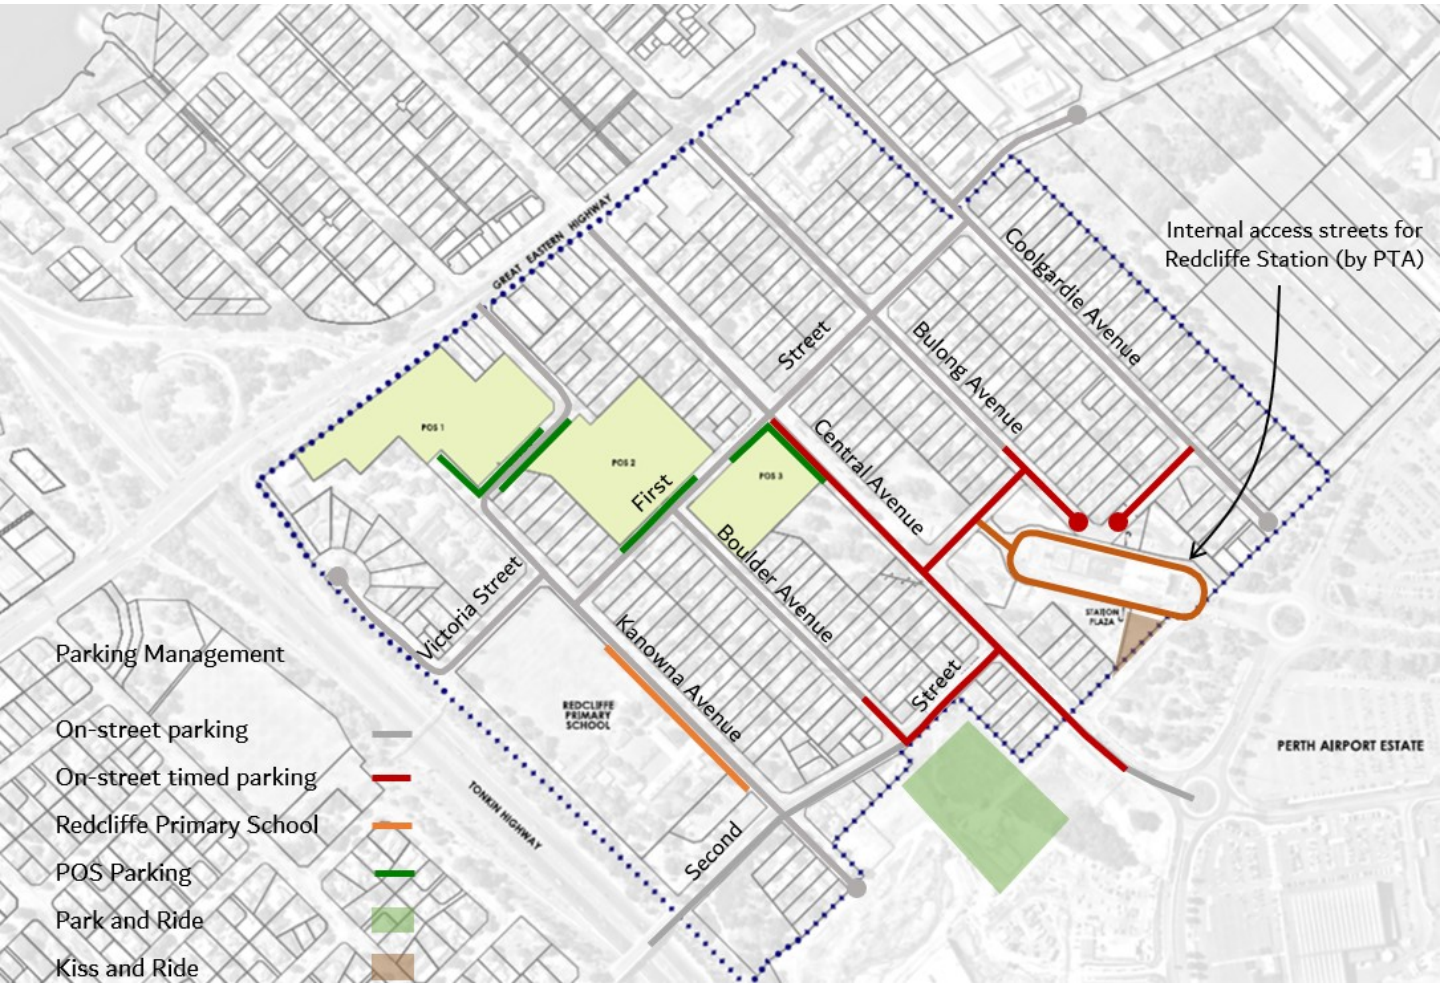 GREAT EASTERN HIGHWAY
Internal access streets for
Redcliffe Station (by PTA)
Coolgardie Avenue
Street
Bulong Avenue
POS 1
POS 2
POS 3
Central Avenue
First
Boulder Avenue
Victoria Street
STATION
PLAZA
Kanowna Avenue
Street
REDCLIFFE
PRIMARY
SCHOOL
PERTH AIRPORT ESTATE
TONKIN HIGHWAY
Second
Parking Management
On-street parking
On-street timed parking
Redcliffe Primary School
POS Parking
Park and Ride
Kiss and Ride